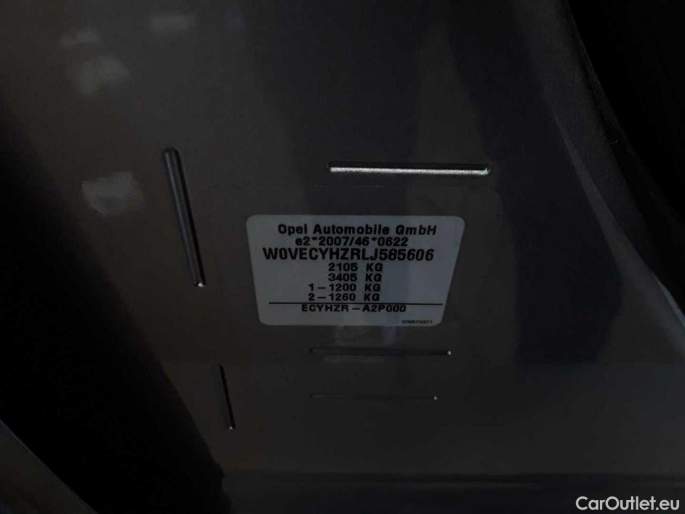 Opel Automobile GmbH
e2*2007/46*0622
W0VECYHZRLJ585606
2105 KG
3405 KG
1-1200 KG
2-1260 KG
ECYHZR-A2P000
CarOutlet.eu